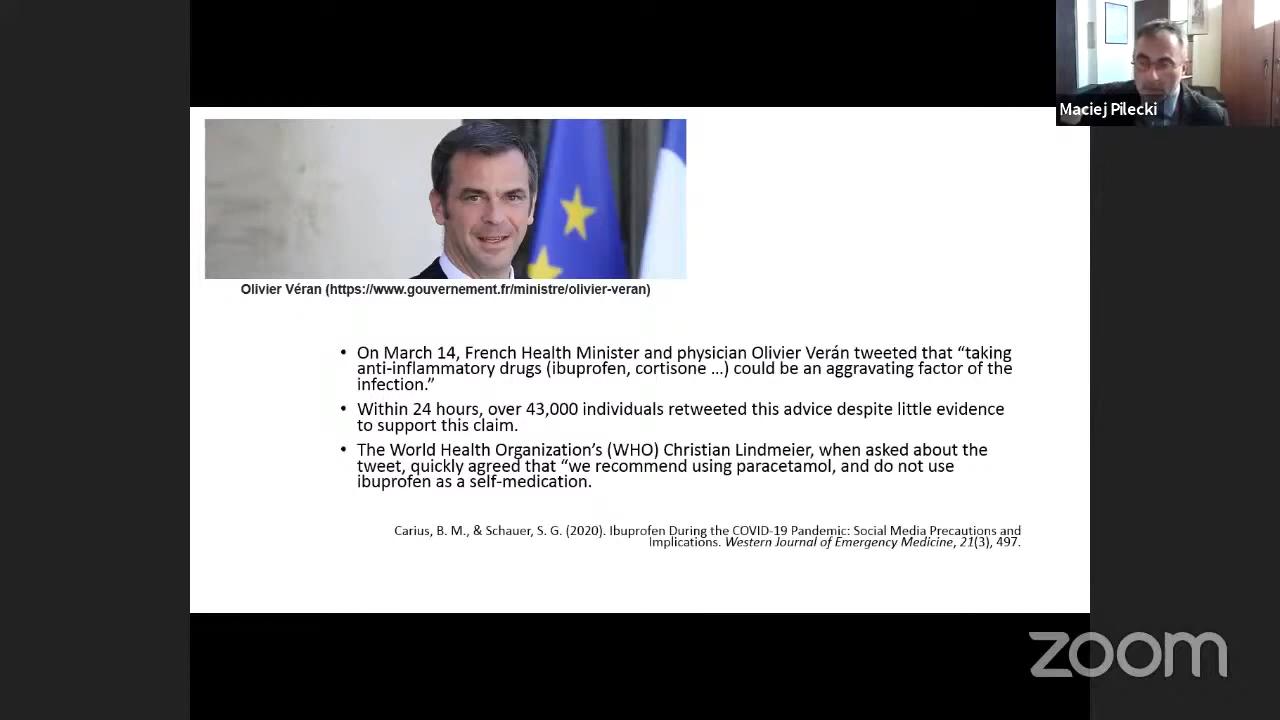 Maciej Pilecki
Olivier Véran (https://www.gouvernement.fr/ministre/olivier-veran)
• On March 14, French Health Minister and physician Olivier Verán tweeted that “taking
anti-inflammatory drugs (ibuprofen, cortisone ...) could be an aggravating factor of the
infection.”
• Within 24 hours, over 43,000 individuals retweeted this advice despite little evidence
to support this claim.
• The World Health Organization’s (WHO) Christian Lindmeier, when asked about the
tweet, quickly agreed that “we recommend using paracetamol, and do not use
ibuprofen as a self-medication.
Carius, B. M., & Schauer, S. G. (2020). Ibuprofen During the COVID-19 Pandemic: Social Media Precautions and
Implications. Western Journal of Emergency Medicine, 21(3), 497.
zoom